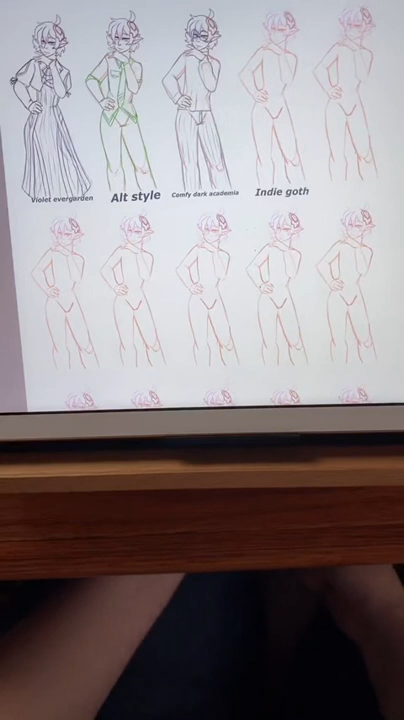 Violet evergarden
Alt style
Comfy dark academia
Indie goth